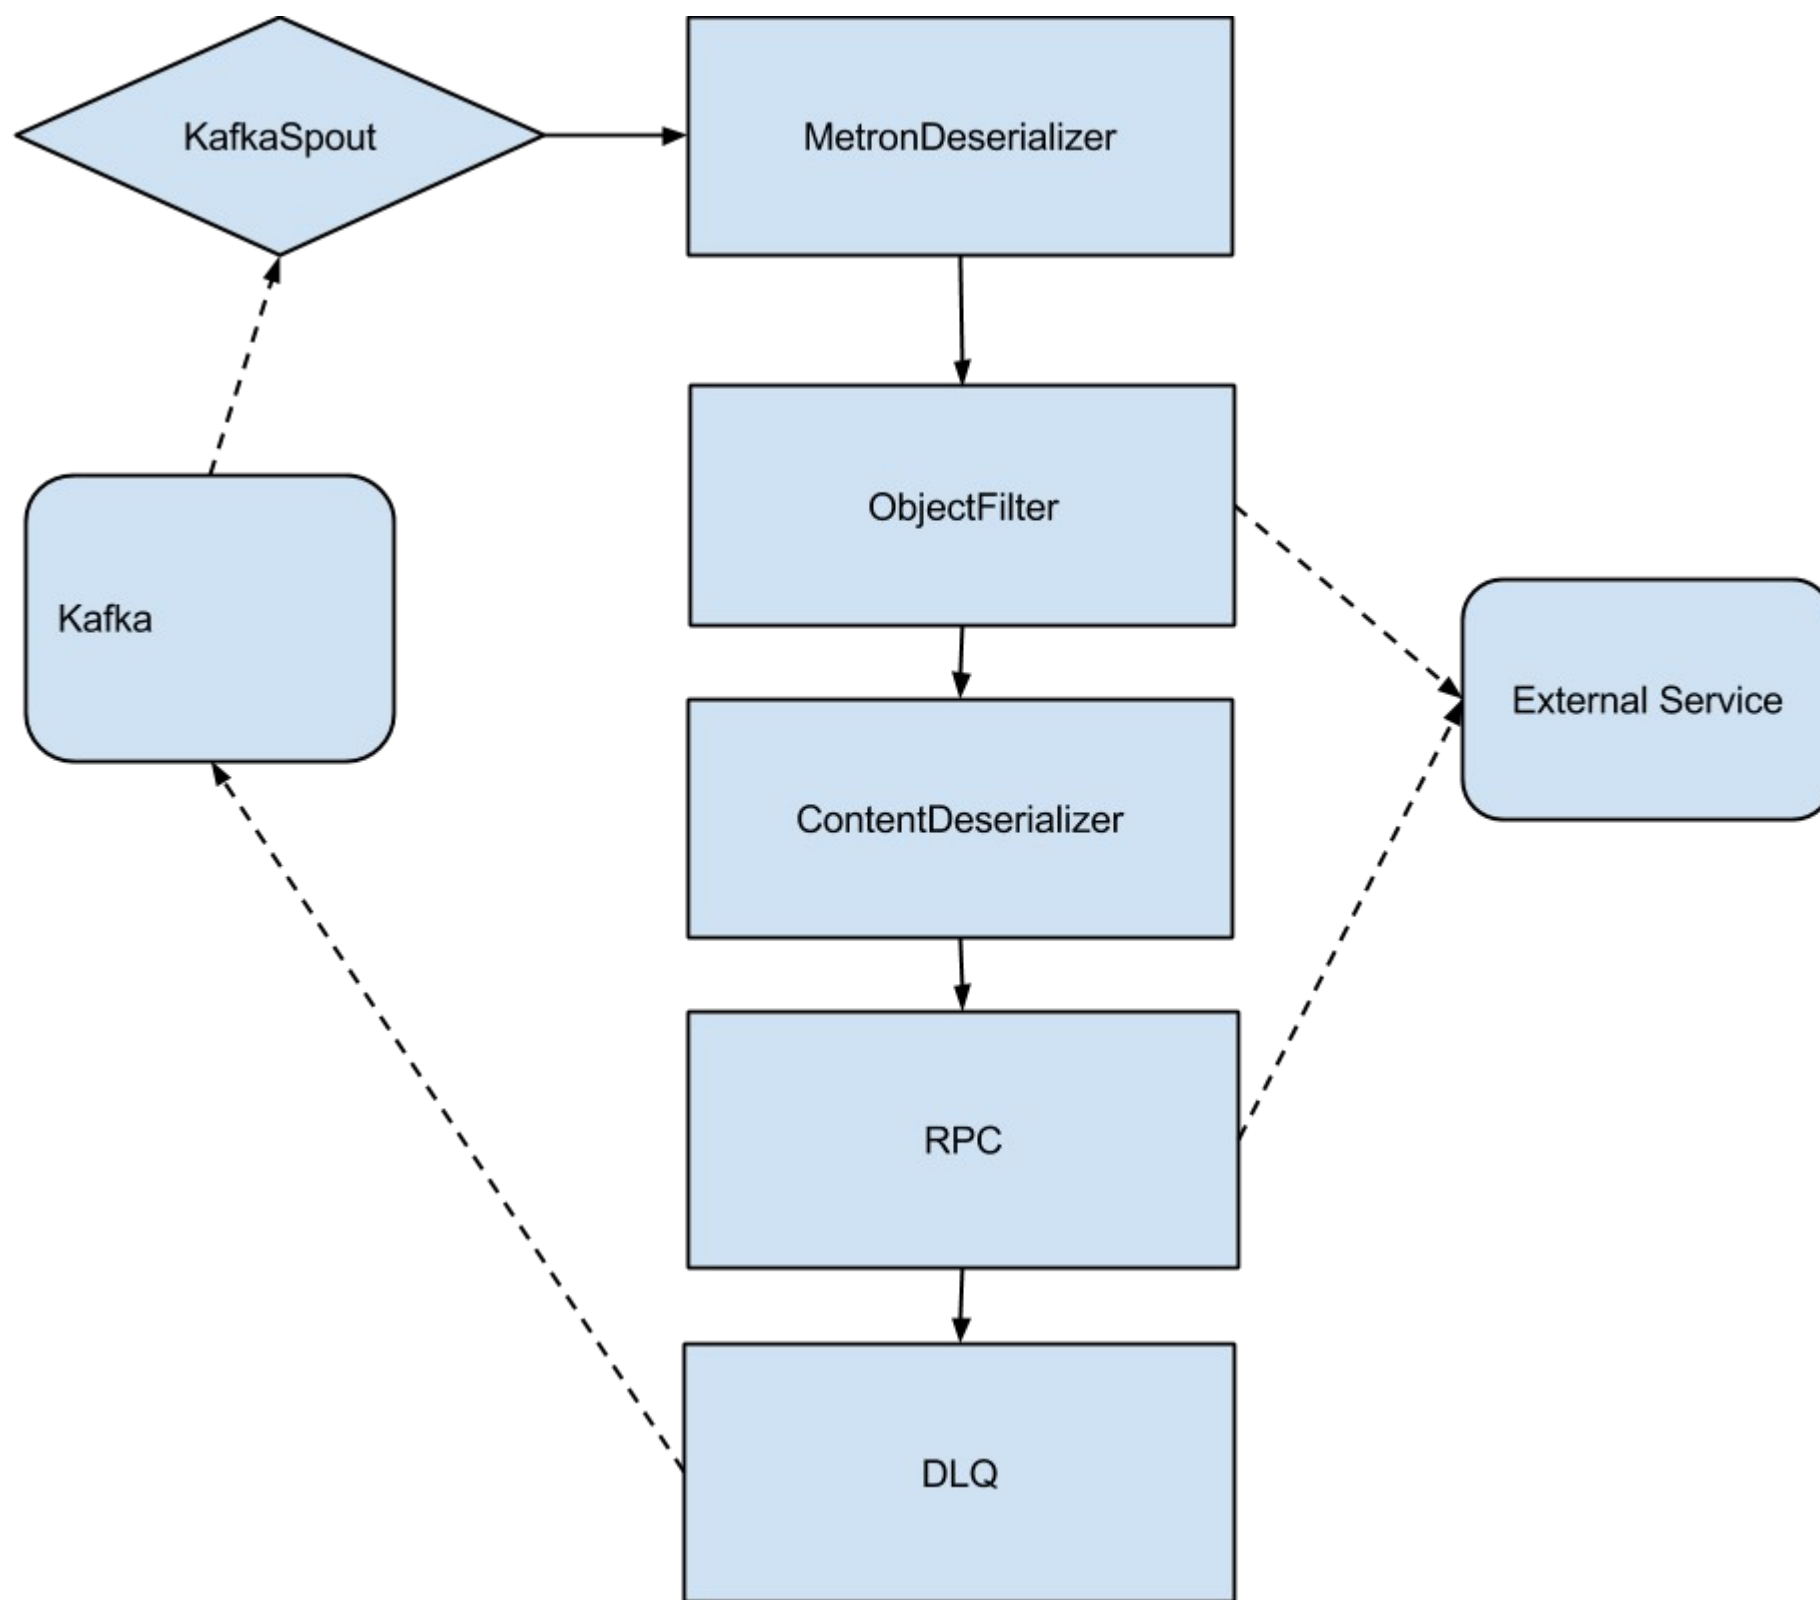 KafkaSpout
MetronDeserializer
ObjectFilter
Kafka
External Service
ContentDeserializer
RPC
DLQ